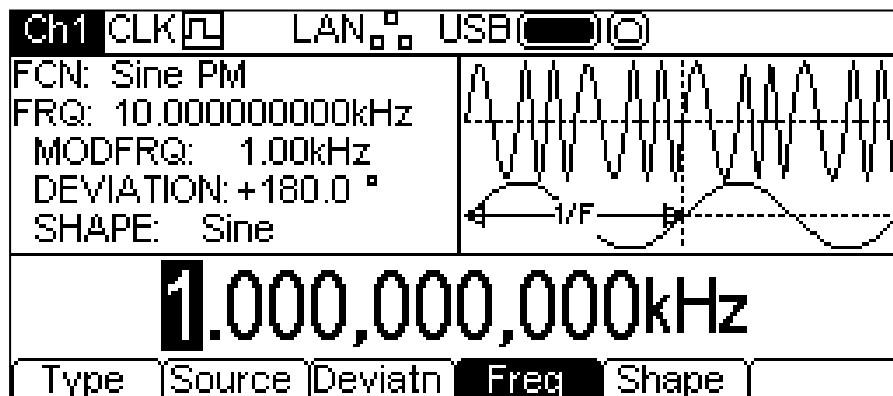 Ch1 CLK LAN USB
FCN: Sine PM
FRQ: 10.000000000kHz
MODFRQ: 1.00kHz
DEVIATION: +180.0 °
SHAPE: Sine
1/F
1.000,000,000kHz
Type Source Deviatn Freq Shape